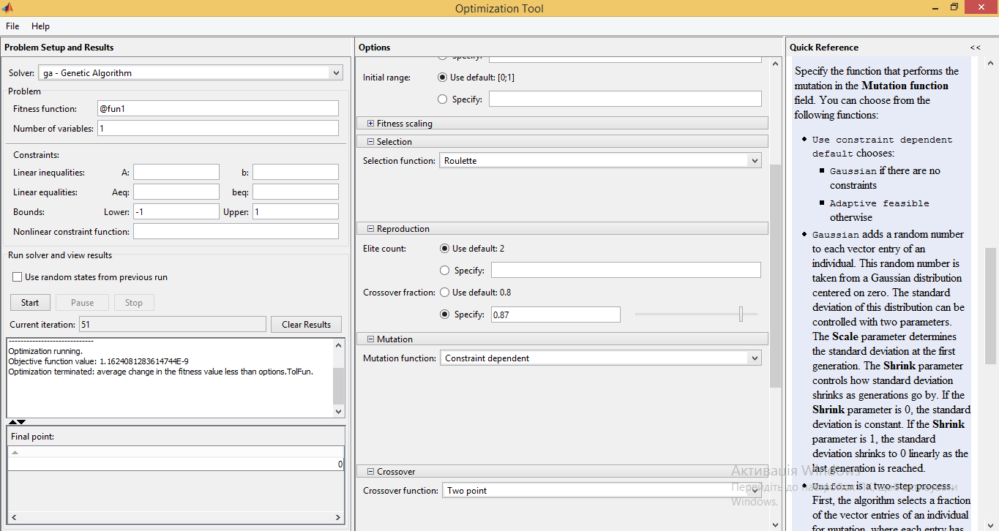 Optimization Tool
File Help
Problem Setup and Results
Solver: ga - Genetic Algorithm
Problem
Fitness function: @fun1
Number of variables: 1
Constraints:
Linear inequalities: A: b:
Linear equalities: Aeq: beq:
Bounds: Lower: -1 Upper: 1
Nonlinear constraint function:
Run solver and view results
Use random states from previous run
Start Pause Stop
Current iteration: 51 Clear Results
Optimization running.
Objective function value: 1.1624081283614744E-9
Optimization terminated: average change in the fitness value less than options.TolFun.
Final point:
0
Options
Specify:
Initial range: Use default: [0;1]
Specify:
Fitness scaling
Selection
Selection function: Roulette
Reproduction
Elite count: Use default: 2
Specify:
Crossover fraction: Use default: 0.8
Specify: 0.87
Mutation
Mutation function: Constraint dependent
Crossover
Crossover function: Two point
Quick Reference <<
Specify the function that performs the
mutation in the Mutation function
field. You can choose from the
following functions:
Use constraint dependent
default chooses:
Gaussian if there are no
constraints
Adaptive feasible
otherwise
Gaussian adds a random number
to each vector entry of an
individual. This random number is
taken from a Gaussian distribution
centered on zero. The standard
deviation of this distribution can be
controlled with two parameters.
The Scale parameter determines
the standard deviation at the first
generation. The Shrink parameter
controls how standard deviation
shrinks as generations go by. If the
Shrink parameter is 0, the standard
deviation is constant. If the Shrink
parameter is 1, the standard
deviation shrinks to 0 linearly as the
last generation is reached.
Uniform is a two-step process.
First, the algorithm selects a fraction
of the vector entries of an individual
for mutation, where each entry has
Активація Windows
Перейдіть до
Windows.